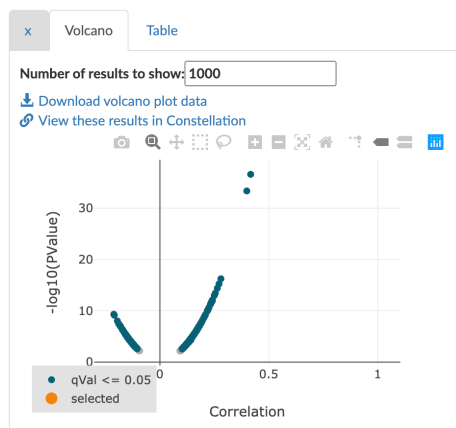 x Volcano Table
Number of results to show: 1000
Download volcano plot data
View these results in Constellation
30
20
10
0
-log10(PValue)
0 0.5 1
qVal <= 0.05
selected
Correlation